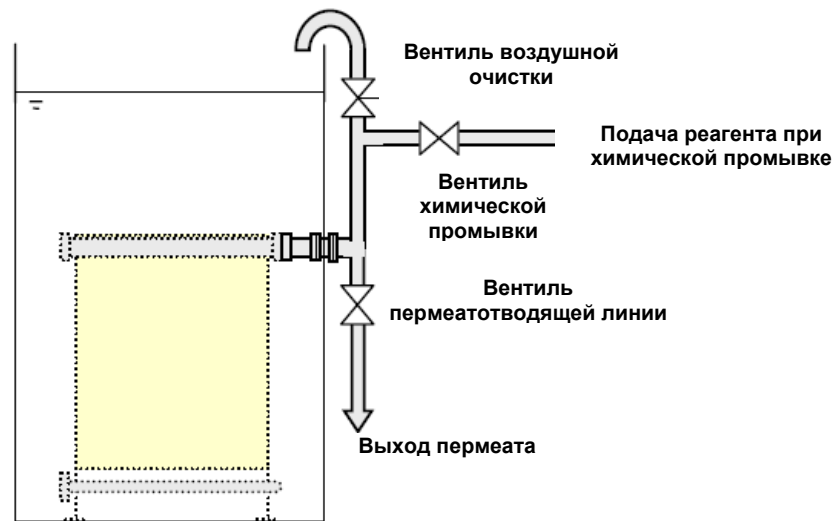 Вентиль воздушной
очистки
Подача реагента при
химической промывке
Вентиль
химической
промывки
Вентиль
пермеатотводящей линии
Выход пермеата